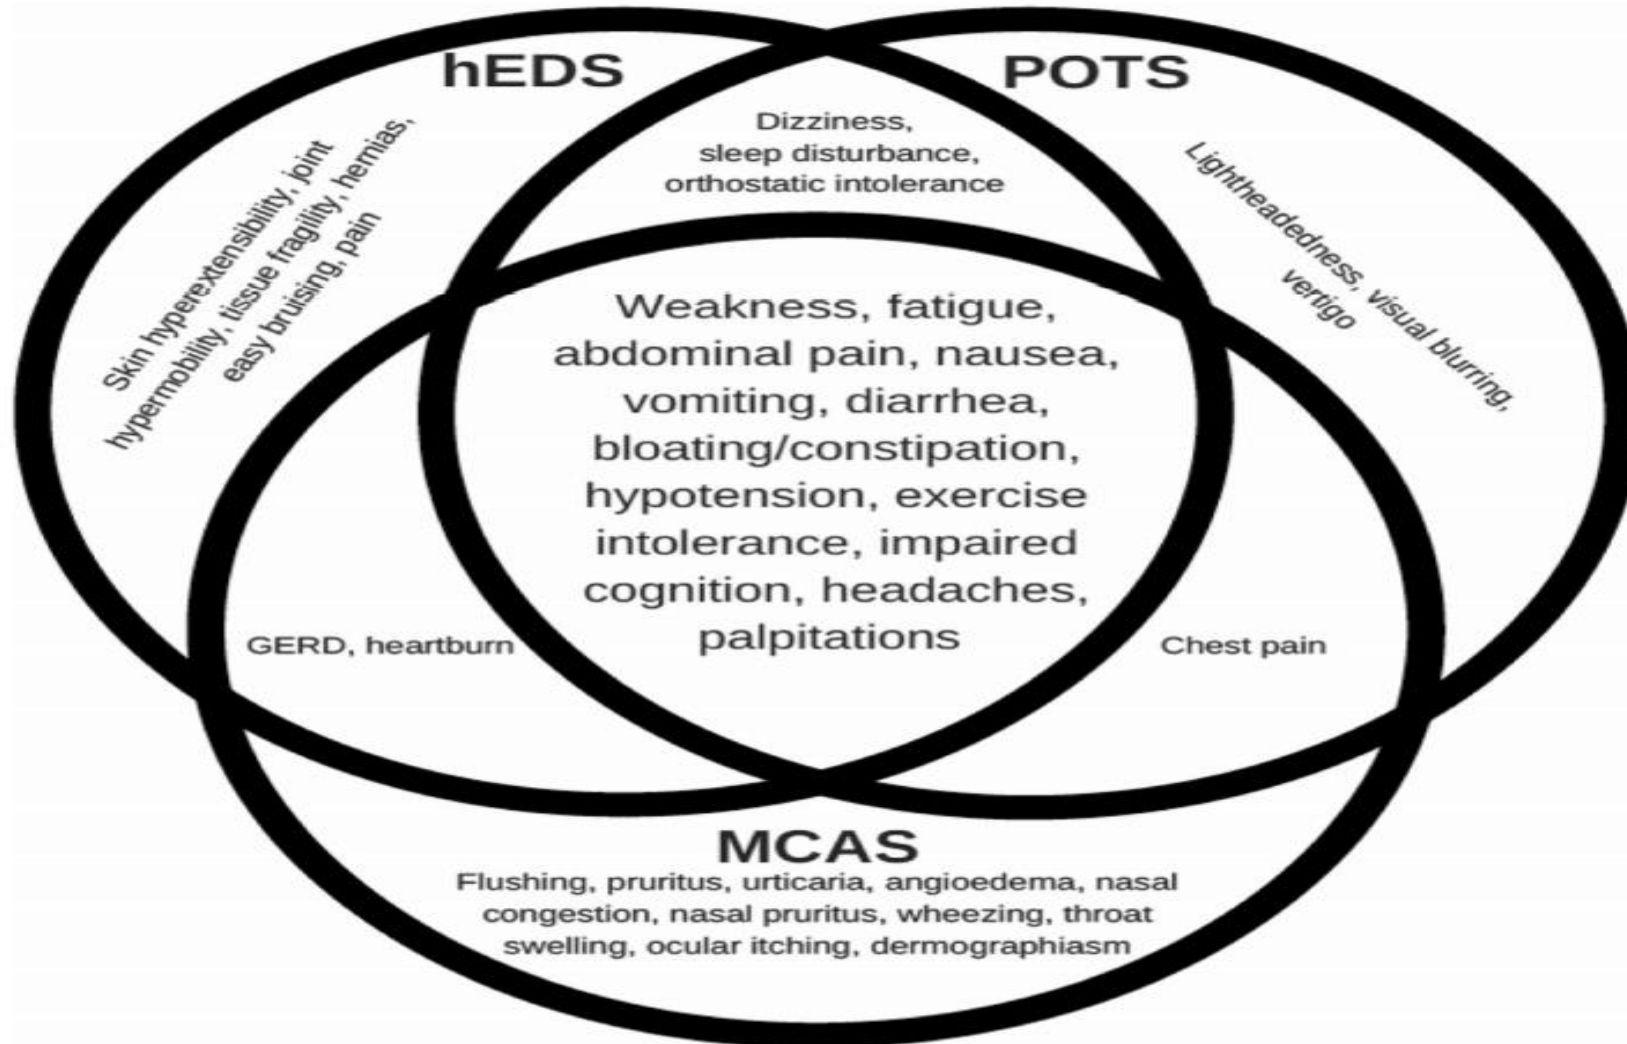 hEDS
POTS
Dizziness,
sleep disturbance,
orthostatic intolerance
Skin hyperextensibility, joint
hypermobility, tissue fragility, hernias,
easy bruising, pain
Lightheadedness, visual blurring,
vertigo
Weakness, fatigue,
abdominal pain, nausea,
vomiting, diarrhea,
bloating/constipation,
hypotension, exercise
intolerance, impaired
cognition, headaches,
palpitations
GERD, heartburn
Chest pain
MCAS
Flushing, pruritus, urticaria, angioedema, nasal
congestion, nasal pruritus, wheezing, throat
swelling, ocular itching, dermographiasm